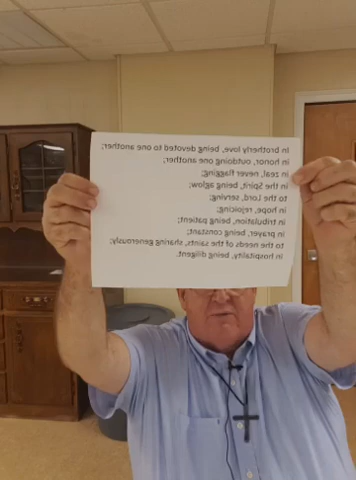 In brotherly love, being devoted to one another;
in honor, outdoing one another;
in zeal, never flagging;
in the Spirit, being aglow;
to the Lord, serving;
in hope, rejoicing;
in tribulation, being patient;
in prayer, being constant;
to the needs of the saints, sharing generously;
in hospitality, being diligent.